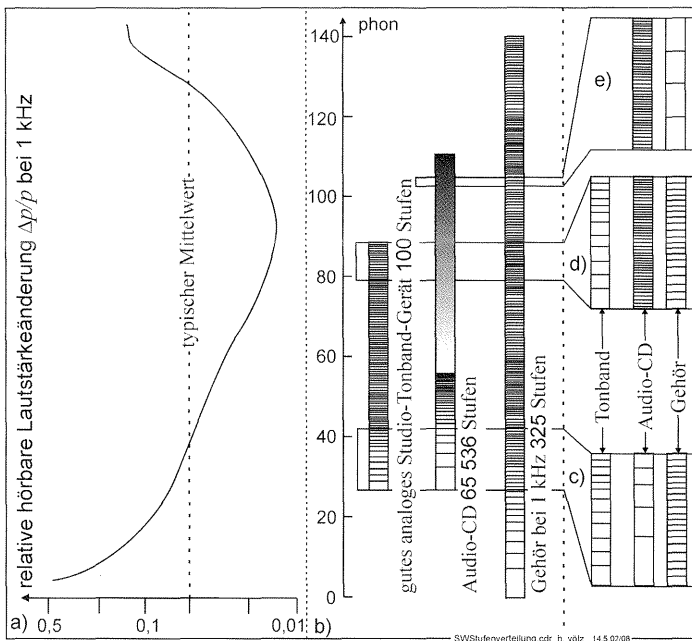 relative hörbare Lautstärkeänderung Δp/p bei 1 kHz
typischer Mittelwert
a)
0,5
0,1
0,01
phon
140
120
100
80
60
40
20
0
b)
gutes analoges Studio-Tonband-Gerät 100 Stufen
Audio-CD 65 536 Stufen
Gehör bei 1 kHz 325 Stufen
e)
d)
Tonband
Audio-CD
Gehör
c)
SWStufenverteilung.cdr h. völz 14.5.02/08